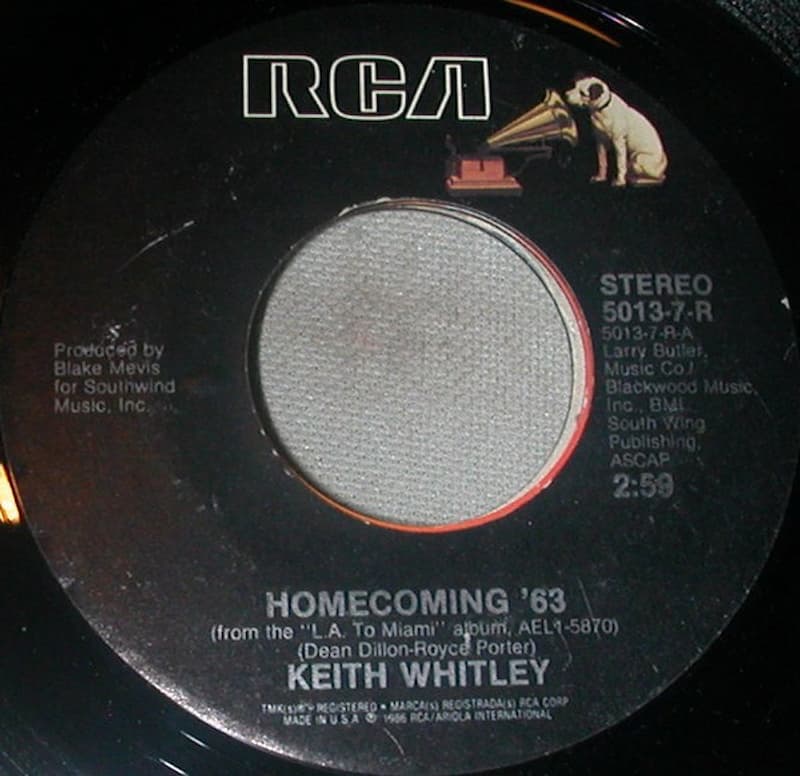 RCA
STEREO
5013-7-R
5013-7-R-A
Larry Butler
Music Co./
Blackwood Music,
Inc., BMI.
South Wing
Publishing,
ASCAP
2:59
Produced by
Blake Mevis
for Southwind
Music, Inc.
HOMECOMING '63
(from the "L.A. To Miami" album, AEL1-5870)
(Dean Dillon-Royce Porter)
KEITH WHITLEY
TMK(s)® REGISTERED • MARCA(s) REGISTRADA(s) RCA CORP
MADE IN U.S.A. ℗ 1986 RCA/ARIOLA INTERNATIONAL